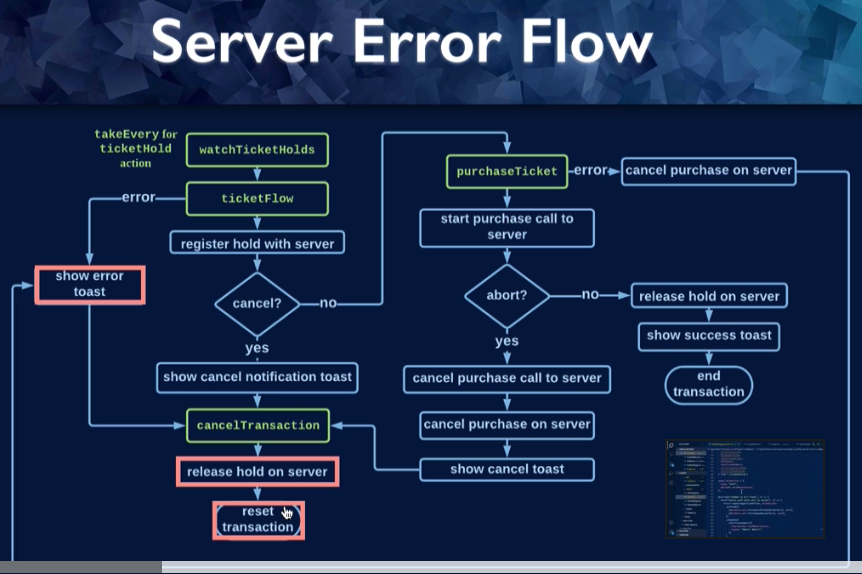 Server Error Flow
takeEvery for
ticketHold
action
watchTicketHolds
error
ticketFlow
register hold with server
show error
toast
cancel?
no
yes
show cancel notification toast
cancelTransaction
release hold on server
reset
transaction
purchaseTicket
error
cancel purchase on server
start purchase call to
server
abort?
no
release hold on server
show success toast
end
transaction
yes
cancel purchase call to server
cancel purchase on server
show cancel toast